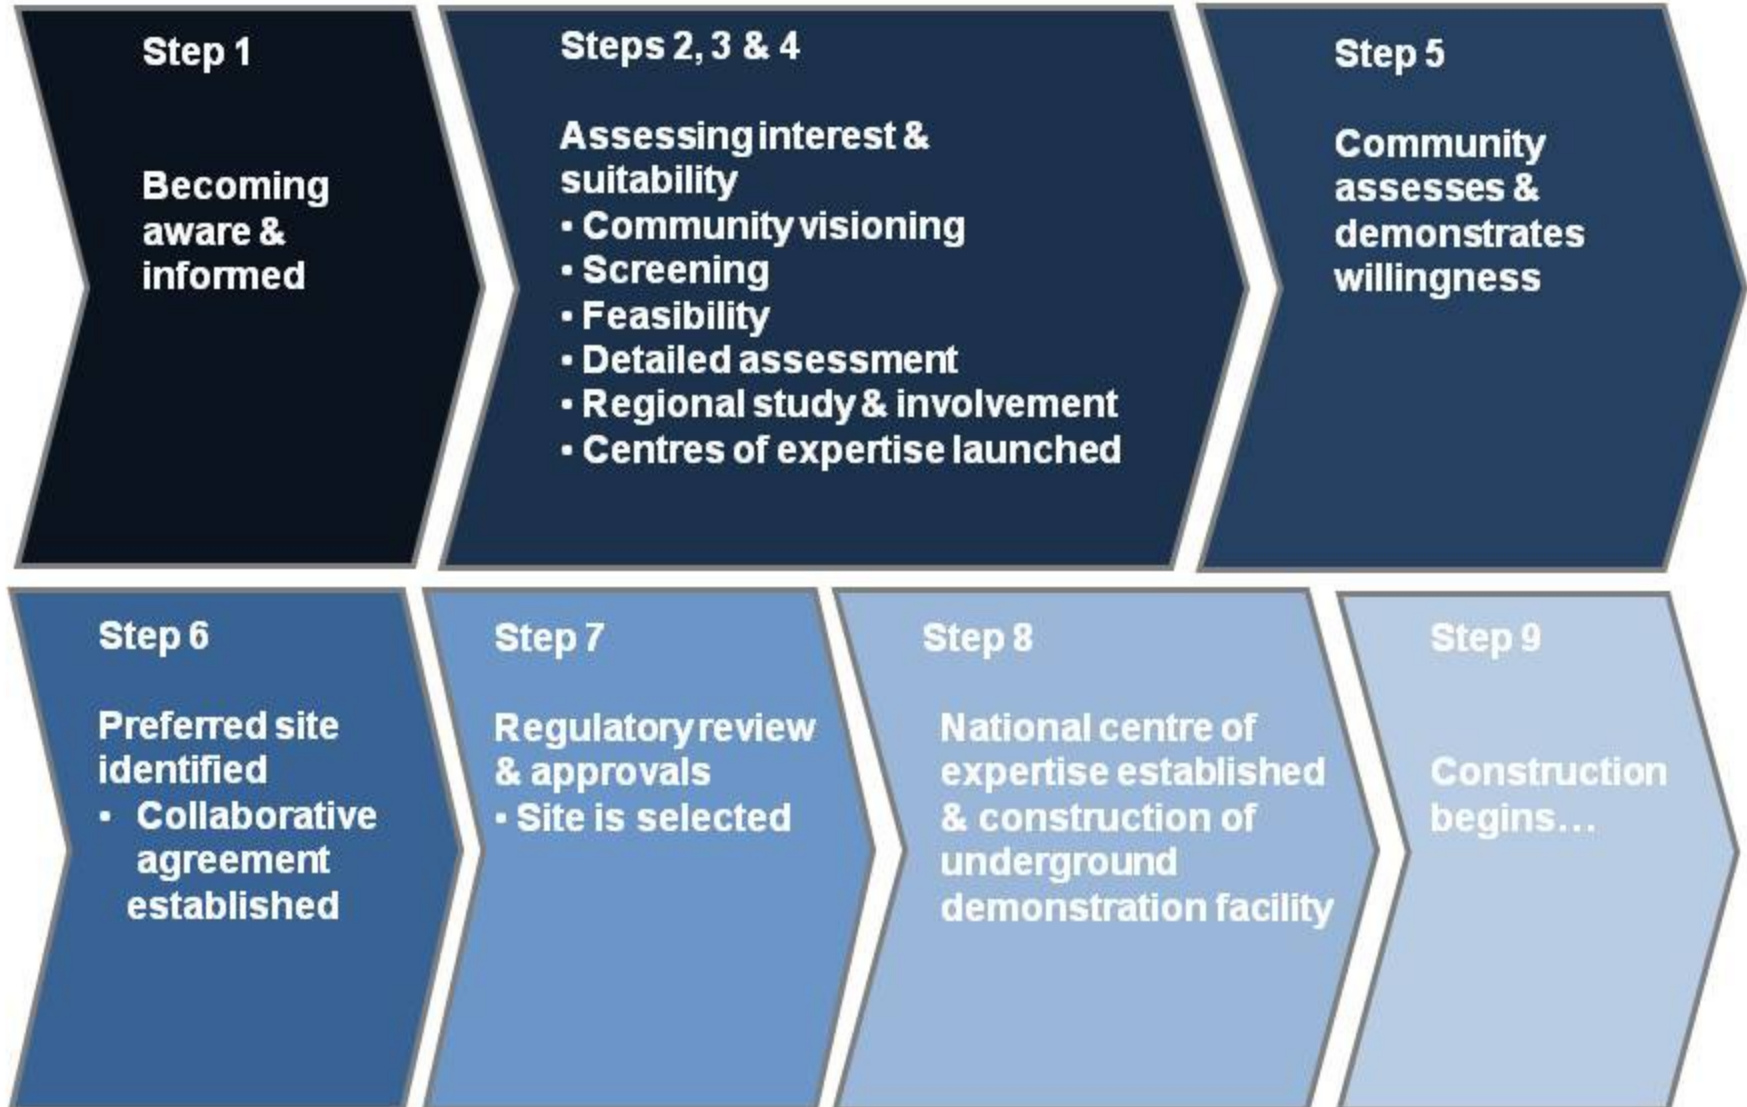 Step 1
Becoming
aware &
informed
Steps 2, 3 & 4
Assessing interest &
suitability
▪ Community visioning
▪ Screening
▪ Feasibility
▪ Detailed assessment
▪ Regional study & involvement
▪ Centres of expertise launched
Step 5
Community
assesses &
demonstrates
willingness
Step 6
Preferred site
identified
▪ Collaborative
agreement
established
Step 7
Regulatory review
& approvals
▪ Site is selected
Step 8
National centre of
expertise established
& construction of
underground
demonstration facility
Step 9
Construction
begins…